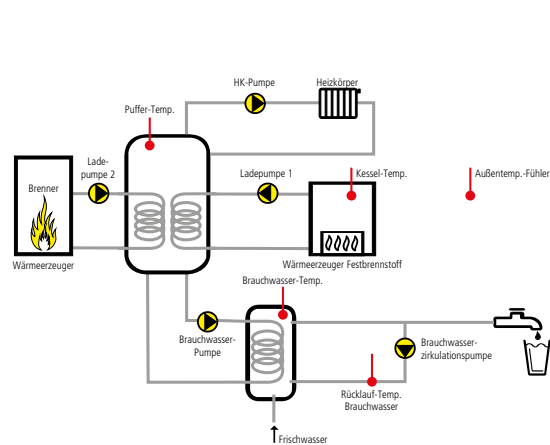 HK-Pumpe
Heizkörper
Puffer-Temp.
Lade-
pumpe 2
Ladepumpe 1
Kessel-Temp.
Außentemp.-Fühler
Brenner
Wärmeerzeuger
Wärmeerzeuger Festbrennstoff
Brauchwasser-Temp.
Brauchwasser-
Pumpe
Brauchwasser-
zirkulationspumpe
Rücklauf-Temp.
Brauchwasser
Frischwasser